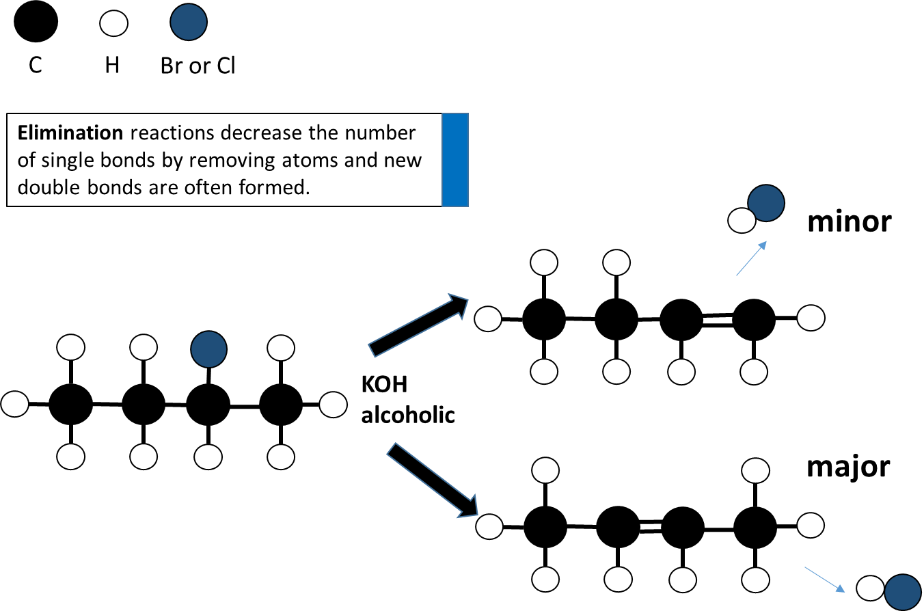 C H Br or Cl
Elimination reactions decrease the number
of single bonds by removing atoms and new
double bonds are often formed.
minor
KOH
alcoholic
major